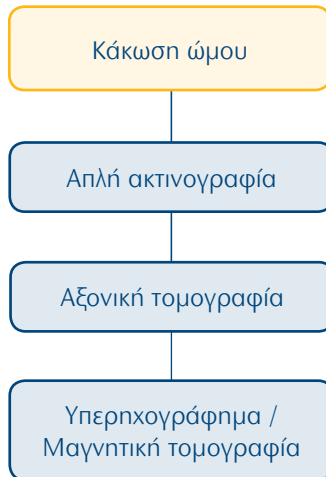 Κάκωση ώμου
Απλή ακτινογραφία
Αξονική τομογραφία
Υπερηχογράφημα /
Μαγνητική τομογραφία